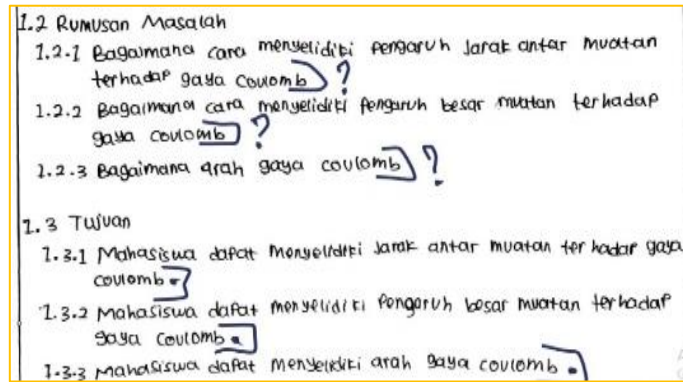 1.2 Rumusan Masalah
1.2.1 Bagaimana cara menyelidiki pengaruh jarak antar muatan
terhadap gaya coulomb ?
1.2.2 Bagaimana cara menyelidiki pengaruh besar muatan terhadap
gaya coulomb ?
1.2.3 Bagaimana arah gaya coulomb ?
1.3 Tujuan
1.3.1 Mahasiswa dapat menyelidiki jarak antar muatan terhadap gaya
coulomb.
1.3.2 Mahasiswa dapat menyelidiki pengaruh besar muatan terhadap
gaya coulomb.
1.3.3 Mahasiswa dapat menyelidiki arah gaya coulomb.